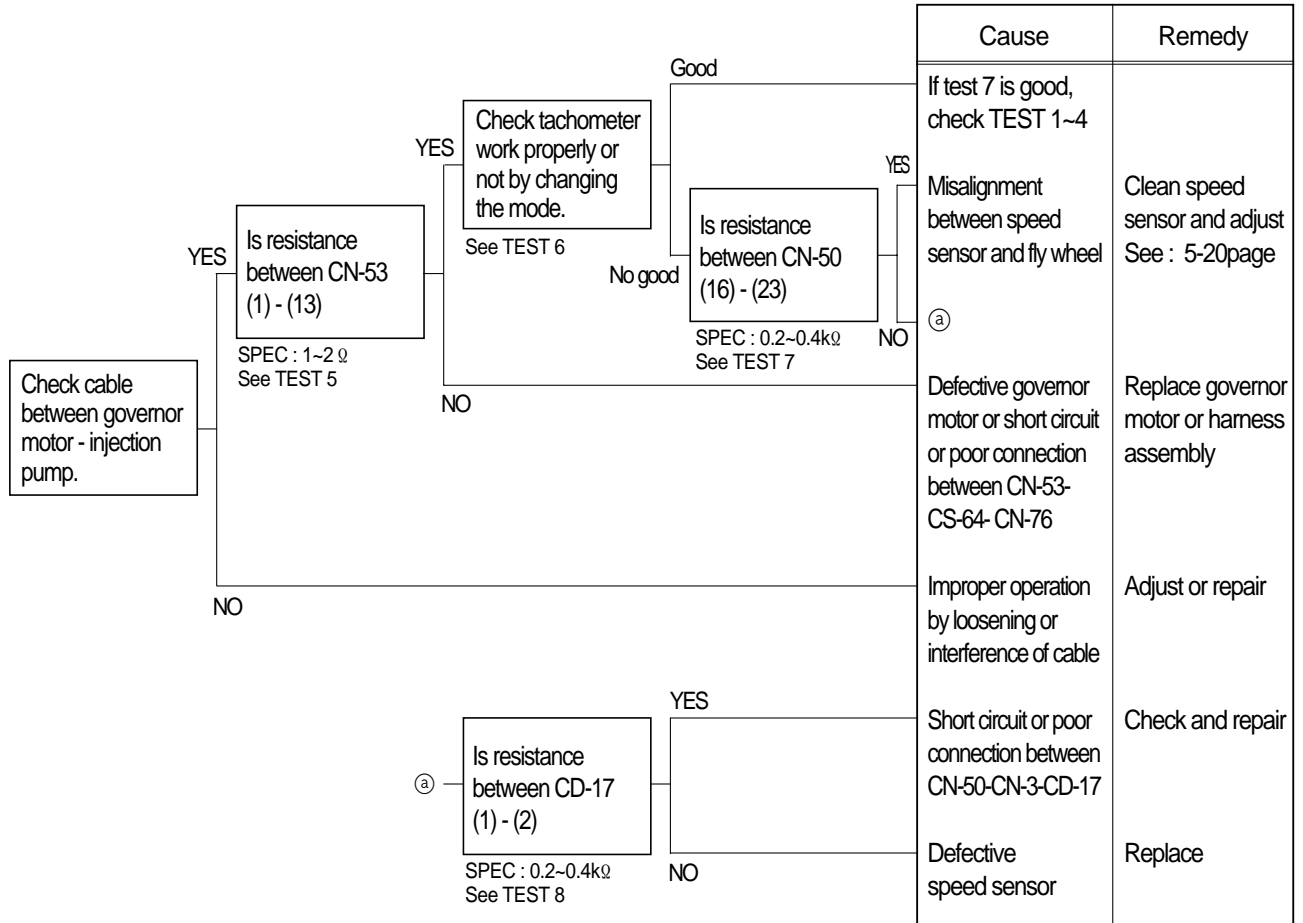 Check cable
between governor
motor - injection
pump.
YES
NO
Is resistance
between CN-53
(1) - (13)
SPEC : 1~2 Ω
See TEST 5
YES
NO
Check tachometer
work properly or
not by changing
the mode.
See TEST 6
Good
No good
Is resistance
between CN-50
(16) - (23)
SPEC : 0.2~0.4kΩ
See TEST 7
YES
NO
ⓐ
Is resistance
between CD-17
(1) - (2)
SPEC : 0.2~0.4kΩ
See TEST 8
YES
NO
Cause
Remedy
If test 7 is good,
check TEST 1~4
Misalignment
between speed
sensor and fly wheel
Clean speed
sensor and adjust
See : 5-20page
ⓐ
Defective governor
motor or short circuit
or poor connection
between CN-53-
CS-64- CN-76
Replace governor
motor or harness
assembly
Improper operation
by loosening or
interference of cable
Adjust or repair
Short circuit or poor
connection between
CN-50-CN-3-CD-17
Check and repair
Defective
speed sensor
Replace